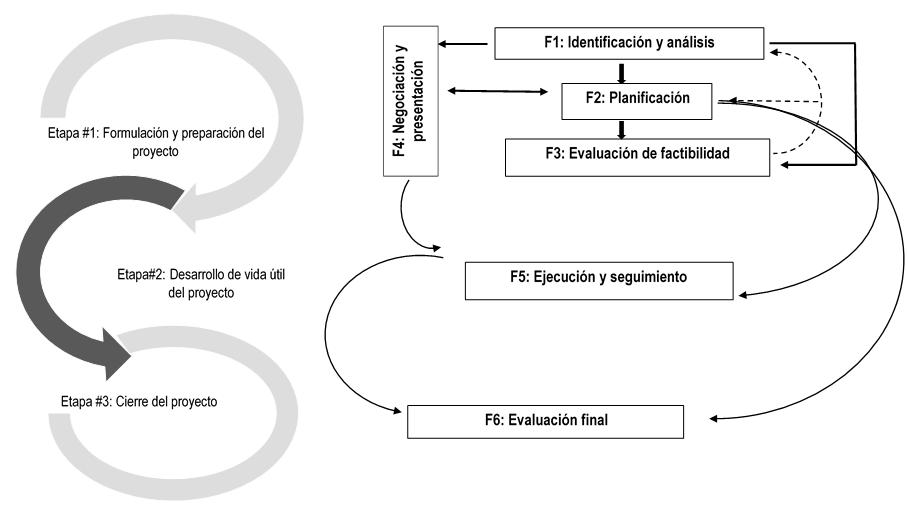 Etapa #1: Formulación y preparación del
proyecto
Etapa#2: Desarrollo de vida útil
del proyecto
Etapa #3: Cierre del proyecto
F4: Negociación y
presentación
F1: Identificación y análisis
F2: Planificación
F3: Evaluación de factibilidad
F5: Ejecución y seguimiento
F6: Evaluación final